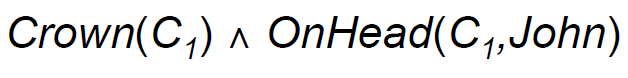 Crown(C₁) ∧ OnHead(C₁,John)